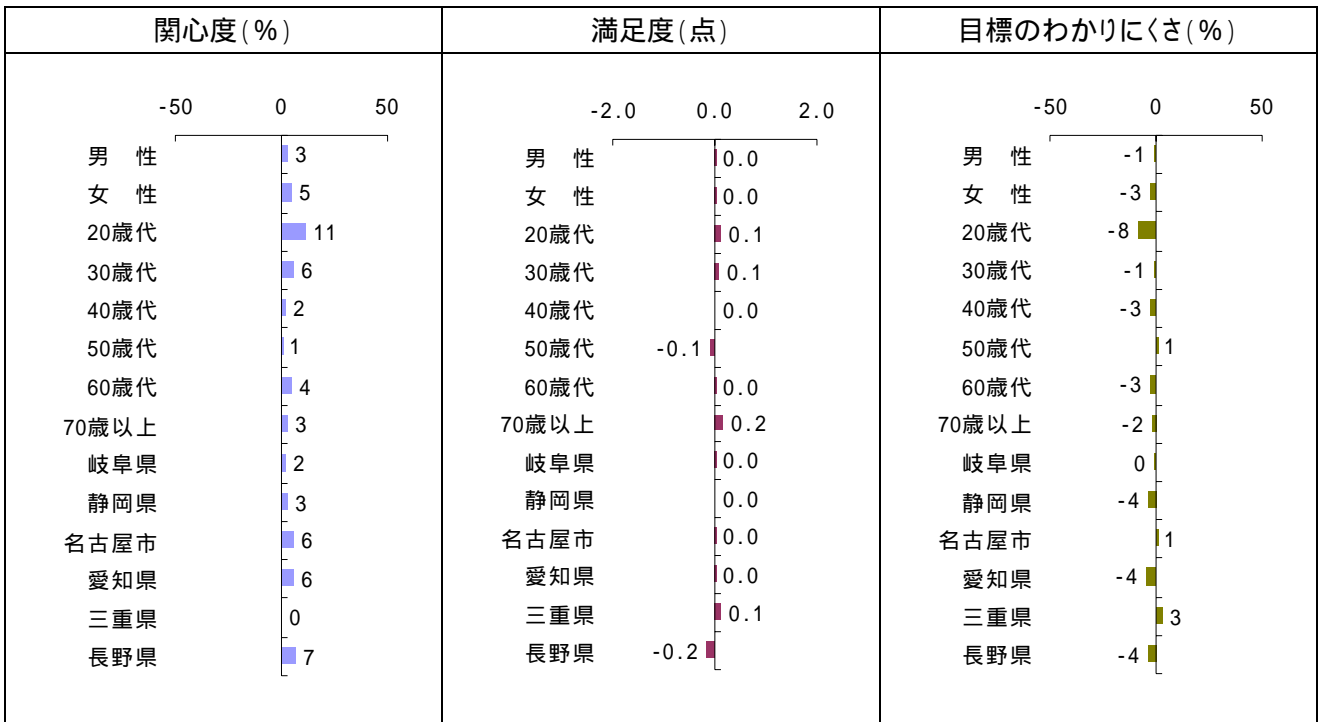 関心度(%)
満足度(点)
目標のわかりにくさ(%)
-50 0 50
男 性 3
女 性 5
20歳代 11
30歳代 6
40歳代 2
50歳代 1
60歳代 4
70歳以上 3
岐阜県 2
静岡県 3
名古屋市 6
愛知県 6
三重県 0
長野県 7
-2.0 0.0 2.0
男 性 0.0
女 性 0.0
20歳代 0.1
30歳代 0.1
40歳代 0.0
50歳代 -0.1
60歳代 0.0
70歳以上 0.2
岐阜県 0.0
静岡県 0.0
名古屋市 0.0
愛知県 0.0
三重県 0.1
長野県 -0.2
-50 0 50
男 性 -1
女 性 -3
20歳代 -8
30歳代 -1
40歳代 -3
50歳代 1
60歳代 -3
70歳以上 -2
岐阜県 0
静岡県 -4
名古屋市 1
愛知県 -4
三重県 3
長野県 -4